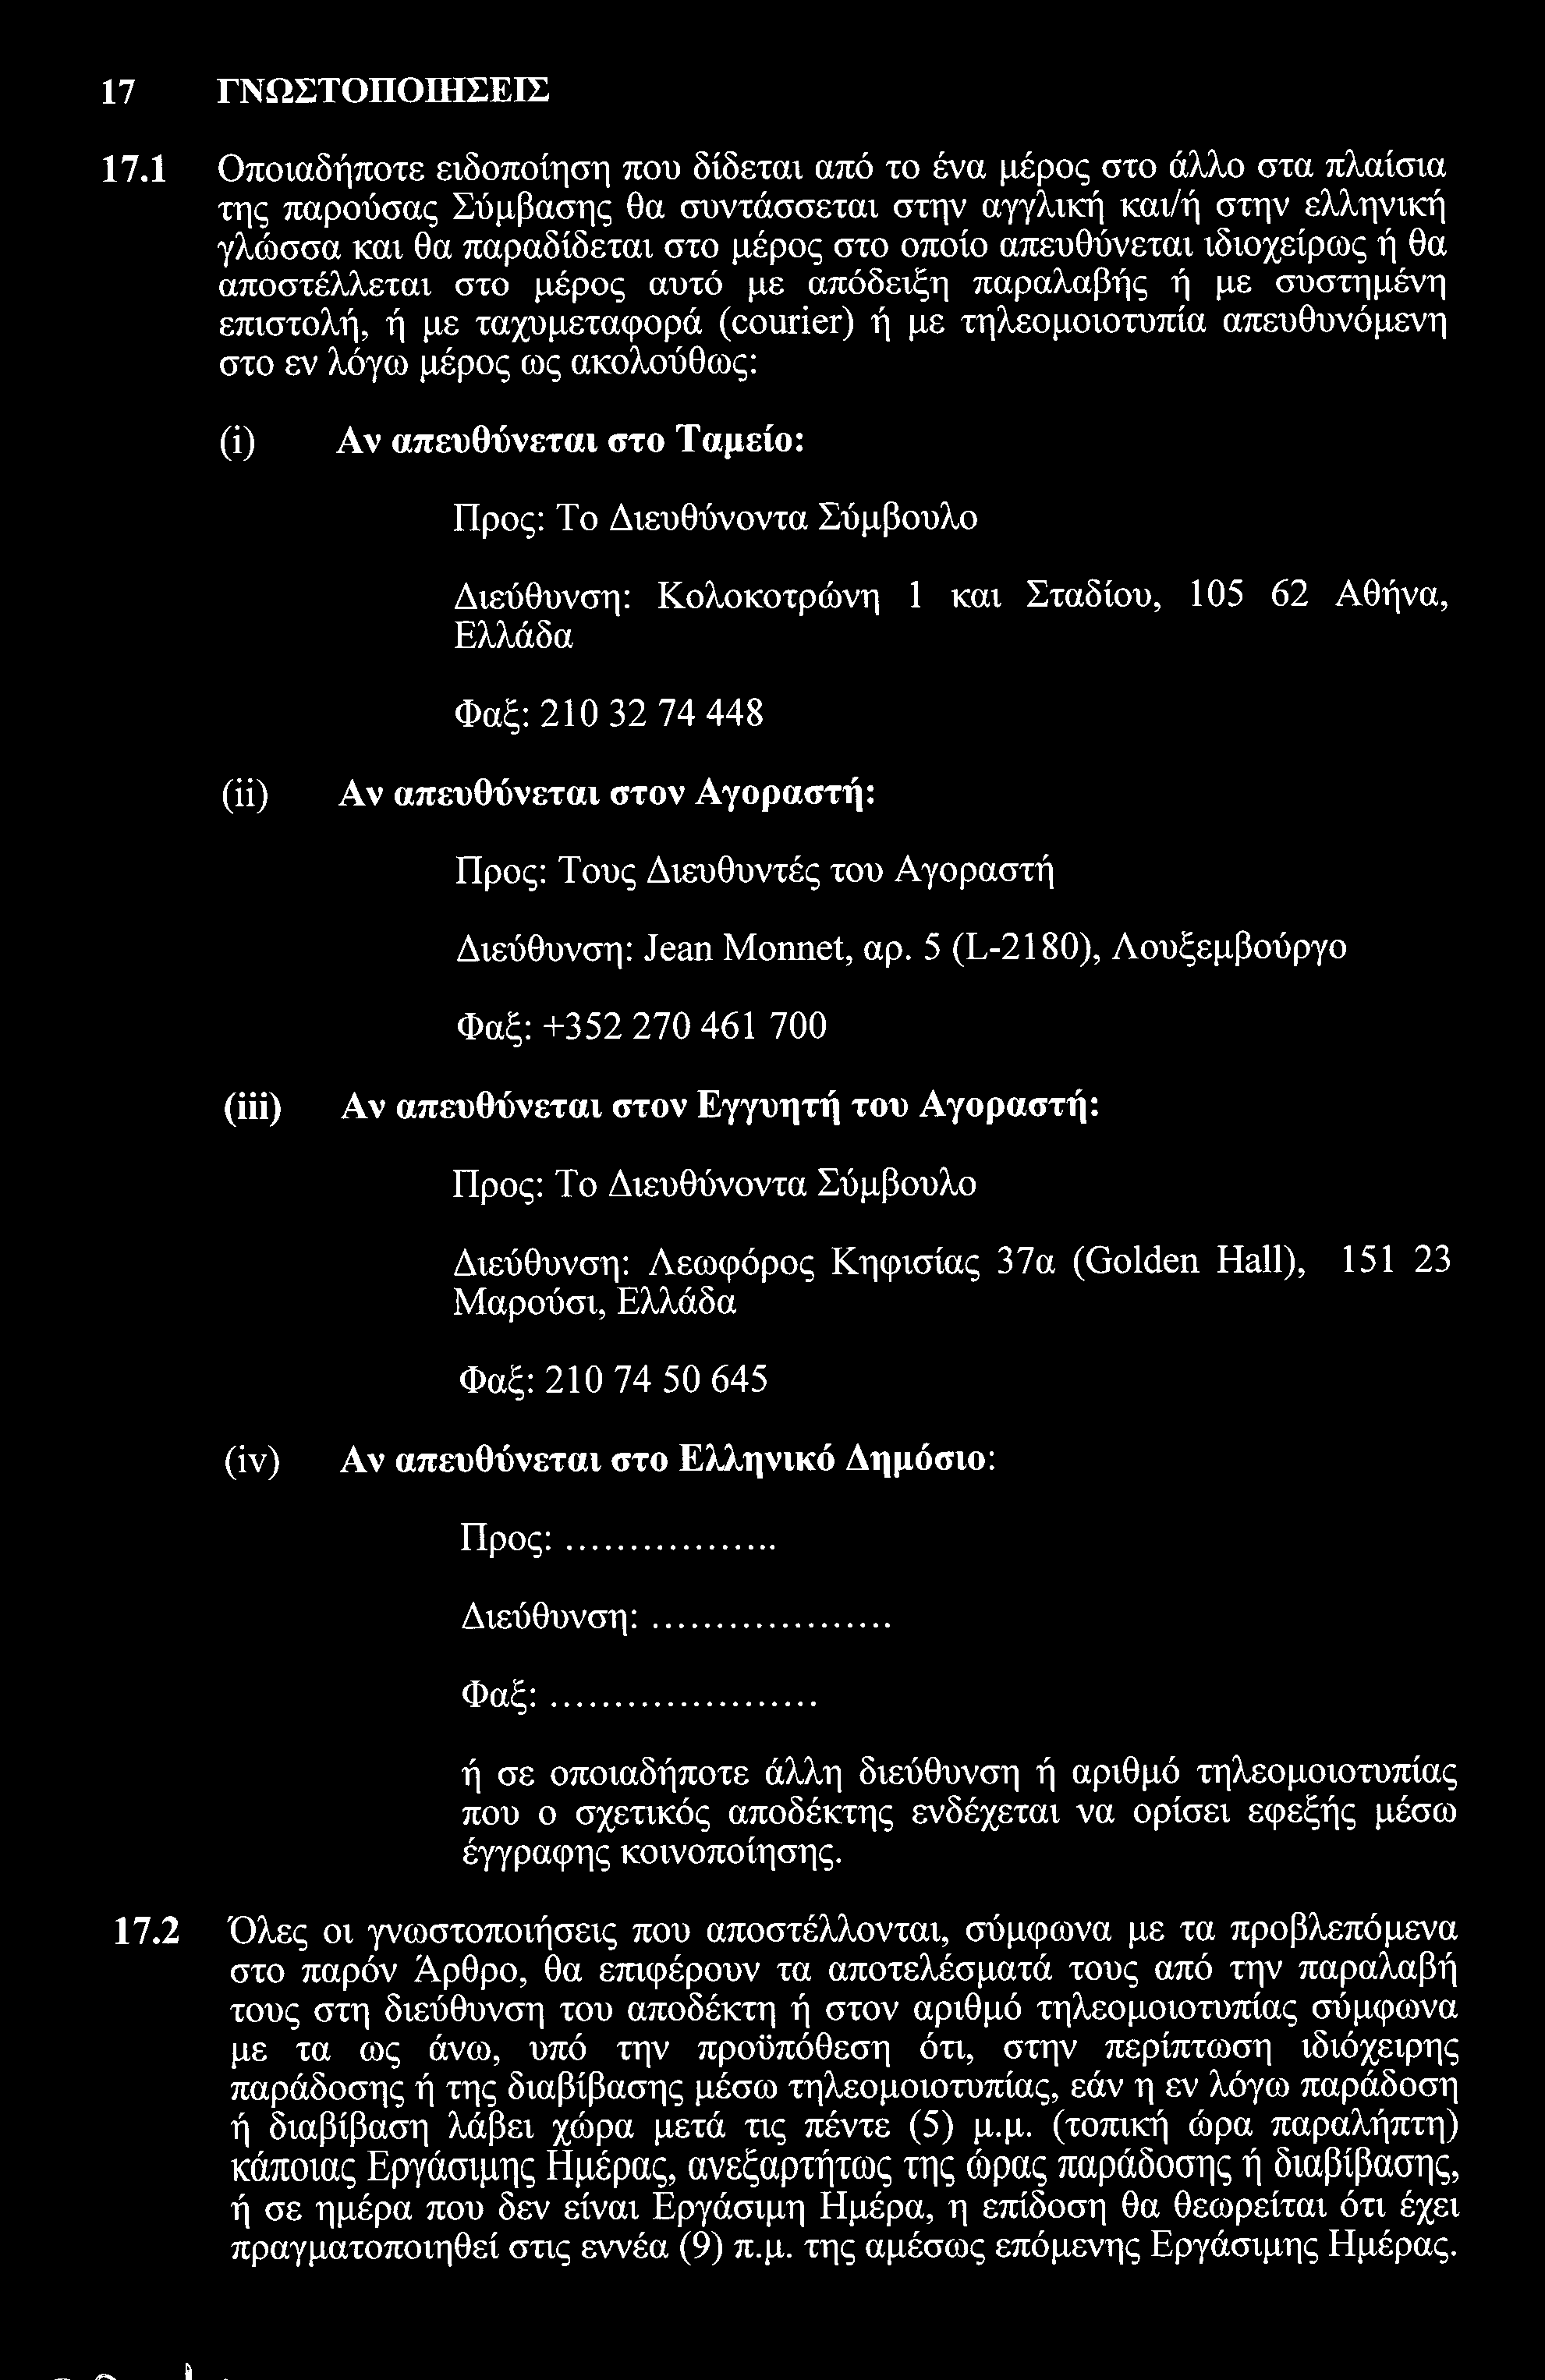 17 ΓΝΩΣΤΟΠΟΙΗΣΕΙΣ
17.1 Οποιαδήποτε ειδοποίηση που δίδεται από το ένα μέρος στο άλλο στα πλαίσια
της παρούσας Σύμβασης θα συντάσσεται στην αγγλική και/ή στην ελληνική
γλώσσα και θα παραδίδεται στο μέρος στο οποίο απευθύνεται ιδιοχείρως ή θα
αποστέλλεται στο μέρος αυτό με απόδειξη παραλαβής ή με συστημένη
επιστολή, ή με ταχυμεταφορά (courier) ή με τηλεομοιοτυπία απευθυνόμενη
στο εν λόγω μέρος ως ακολούθως:
(i) Αν απευθύνεται στο Ταμείο:
Προς: Το Διευθύνοντα Σύμβουλο
Διεύθυνση: Κολοκοτρώνη 1 και Σταδίου, 105 62 Αθήνα,
Ελλάδα
Φαξ: 210 32 74 448
(ii) Αν απευθύνεται στον Αγοραστή:
Προς: Τους Διευθυντές του Αγοραστή
Διεύθυνση: Jean Monnet, αρ. 5 (L-2180), Λουξεμβούργο
Φαξ: +352 270 461 700
(iii) Αν απευθύνεται στον Εγγυητή του Αγοραστή:
Προς: Το Διευθύνοντα Σύμβουλο
Διεύθυνση: Λεωφόρος Κηφισίας 37α (Golden Hall), 151 23
Μαρούσι, Ελλάδα
Φαξ: 210 74 50 645
(iv) Αν απευθύνεται στο Ελληνικό Δημόσιο:
Προς: ..................
Διεύθυνση: ....................
Φαξ: ......................
ή σε οποιαδήποτε άλλη διεύθυνση ή αριθμό τηλεομοιοτυπίας
που ο σχετικός αποδέκτης ενδέχεται να ορίσει εφεξής μέσω
έγγραφης κοινοποίησης.
17.2 Όλες οι γνωστοποιήσεις που αποστέλλονται, σύμφωνα με τα προβλεπόμενα
στο παρόν Άρθρο, θα επιφέρουν τα αποτελέσματά τους από την παραλαβή
τους στη διεύθυνση του αποδέκτη ή στον αριθμό τηλεομοιοτυπίας σύμφωνα
με τα ως άνω, υπό την προϋπόθεση ότι, στην περίπτωση ιδιόχειρης
παράδοσης ή της διαβίβασης μέσω τηλεομοιοτυπίας, εάν η εν λόγω παράδοση
ή διαβίβαση λάβει χώρα μετά τις πέντε (5) μ.μ. (τοπική ώρα παραλήπτη)
κάποιας Εργάσιμης Ημέρας, ανεξαρτήτως της ώρας παράδοσης ή διαβίβασης,
ή σε ημέρα που δεν είναι Εργάσιμη Ημέρα, η επίδοση θα θεωρείται ότι έχει
πραγματοποιηθεί στις εννέα (9) π.μ. της αμέσως επόμενης Εργάσιμης Ημέρας.